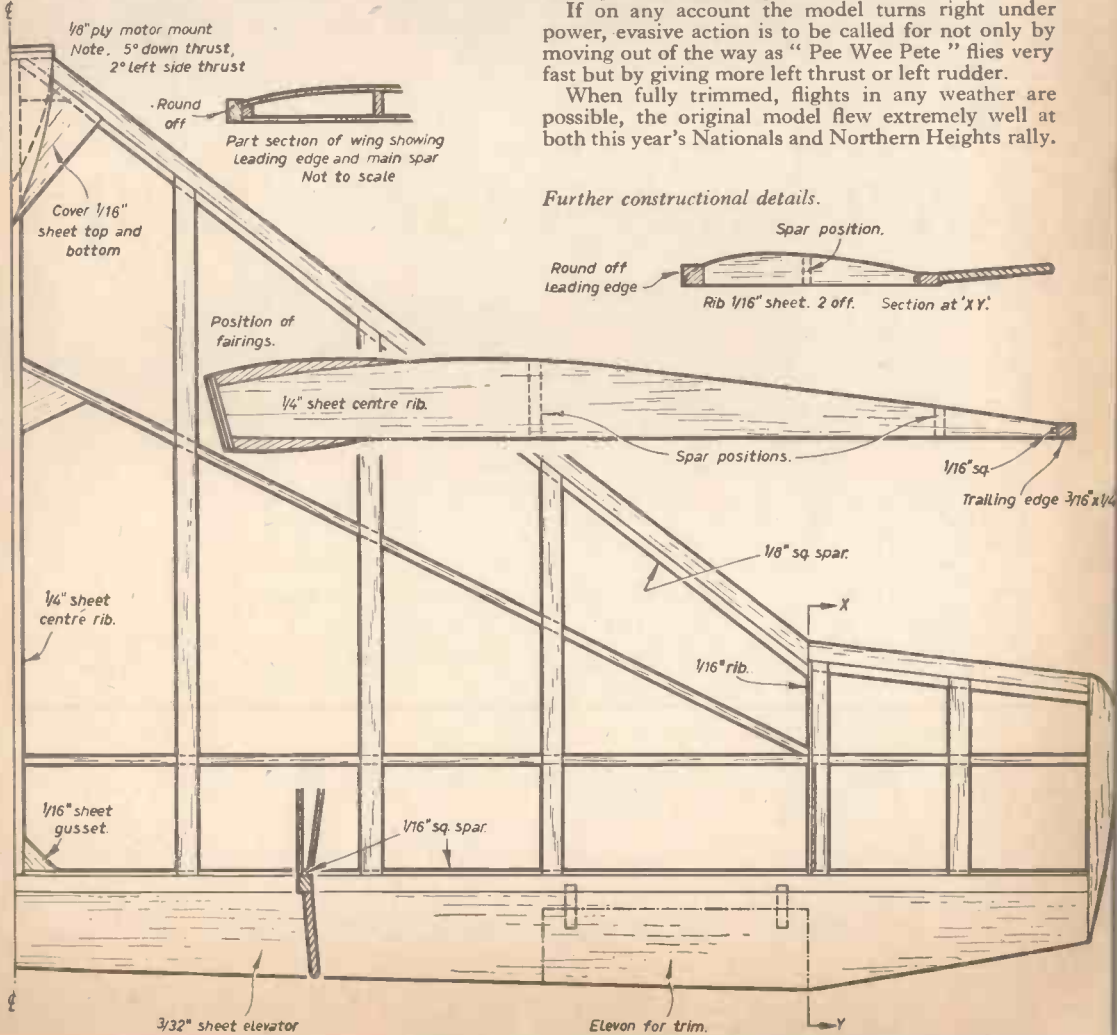 ℄
1/8" ply motor mount
Note. 5° down thrust,
2° left side thrust
Round
off
Part section of wing showing
Leading edge and main spar
Not to scale
Cover 1/16"
sheet top and
bottom
If on any account the model turns right under
power, evasive action is to be called for not only by
moving out of the way as “ Pee Wee Pete ” flies very
fast but by giving more left thrust or left rudder.
When fully trimmed, flights in any weather are
possible, the original model flew extremely well at
both this year's Nationals and Northern Heights rally.
Further constructional details.
Spar position.
Round off
leading edge
Rib 1/16" sheet. 2 off. Section at 'XY.'
Position of
fairings.
1/4" sheet centre rib.
Spar positions.
1/16" sq.
Trailing edge 3/16" x 1/4
1/8" sq. spar.
1/4" sheet
centre rib.
X
1/16" rib.
1/16" sheet
gusset.
1/16" sq. spar.
℄
3/32" sheet elevator
Elevon for trim.
Y